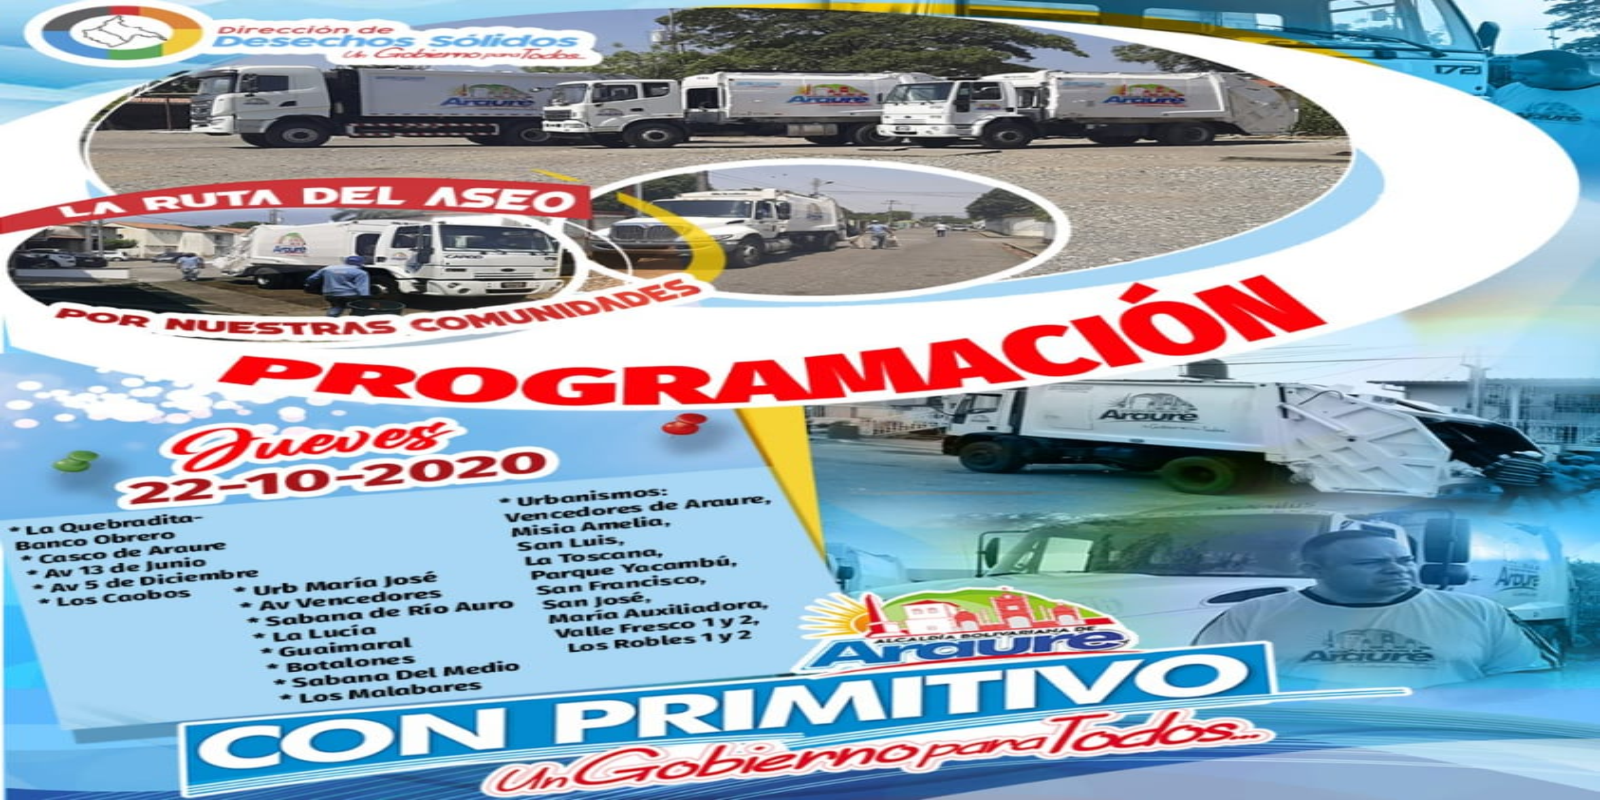 Dirección de
Desechos Sólidos
Un Gobierno para Todos...
Araure
Araure
Araure
LA RUTA DEL ASEO
POR NUESTRAS COMUNIDADES
PROGRAMACIÓN
Araure
Jueves
22-10-2020
* La Quebradita-
Banco Obrero
* Casco de Araure
* Av 13 de Junio
* Av 5 de Diciembre
* Los Caobos
* Urb María José
* Av Vencedores
* Sabana de Río Auro
* La Lucía
* Guaimaral
* Botalones
* Sabana Del Medio
* Los Malabares
* Urbanismos:
Vencedores de Araure,
Misia Amelia,
San Luis,
La Toscana,
Parque Yacambú,
San Francisco,
San José,
María Auxiliadora,
Valle Fresco 1 y 2,
Los Robles 1 y 2
Araure
Araure
ALCALDÍA BOLIVARIANA DE
Araure
CON PRIMITIVO
Un Gobierno para Todos...